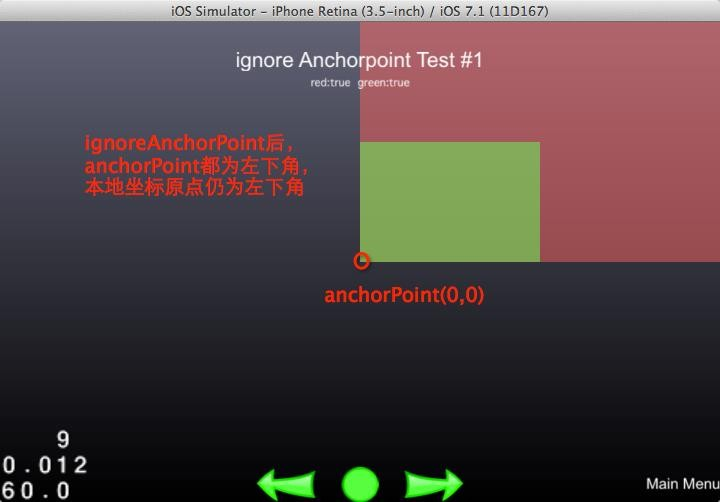 iOS Simulator – iPhone Retina (3.5-inch) / iOS 7.1 (11D167)
ignore Anchorpoint Test #1
red:true green:true
ignoreAnchorPoint后，
anchorPoint都为左下角，
本地坐标原点仍为左下角
anchorPoint(0,0)
9
0.012
60.0
Main Menu